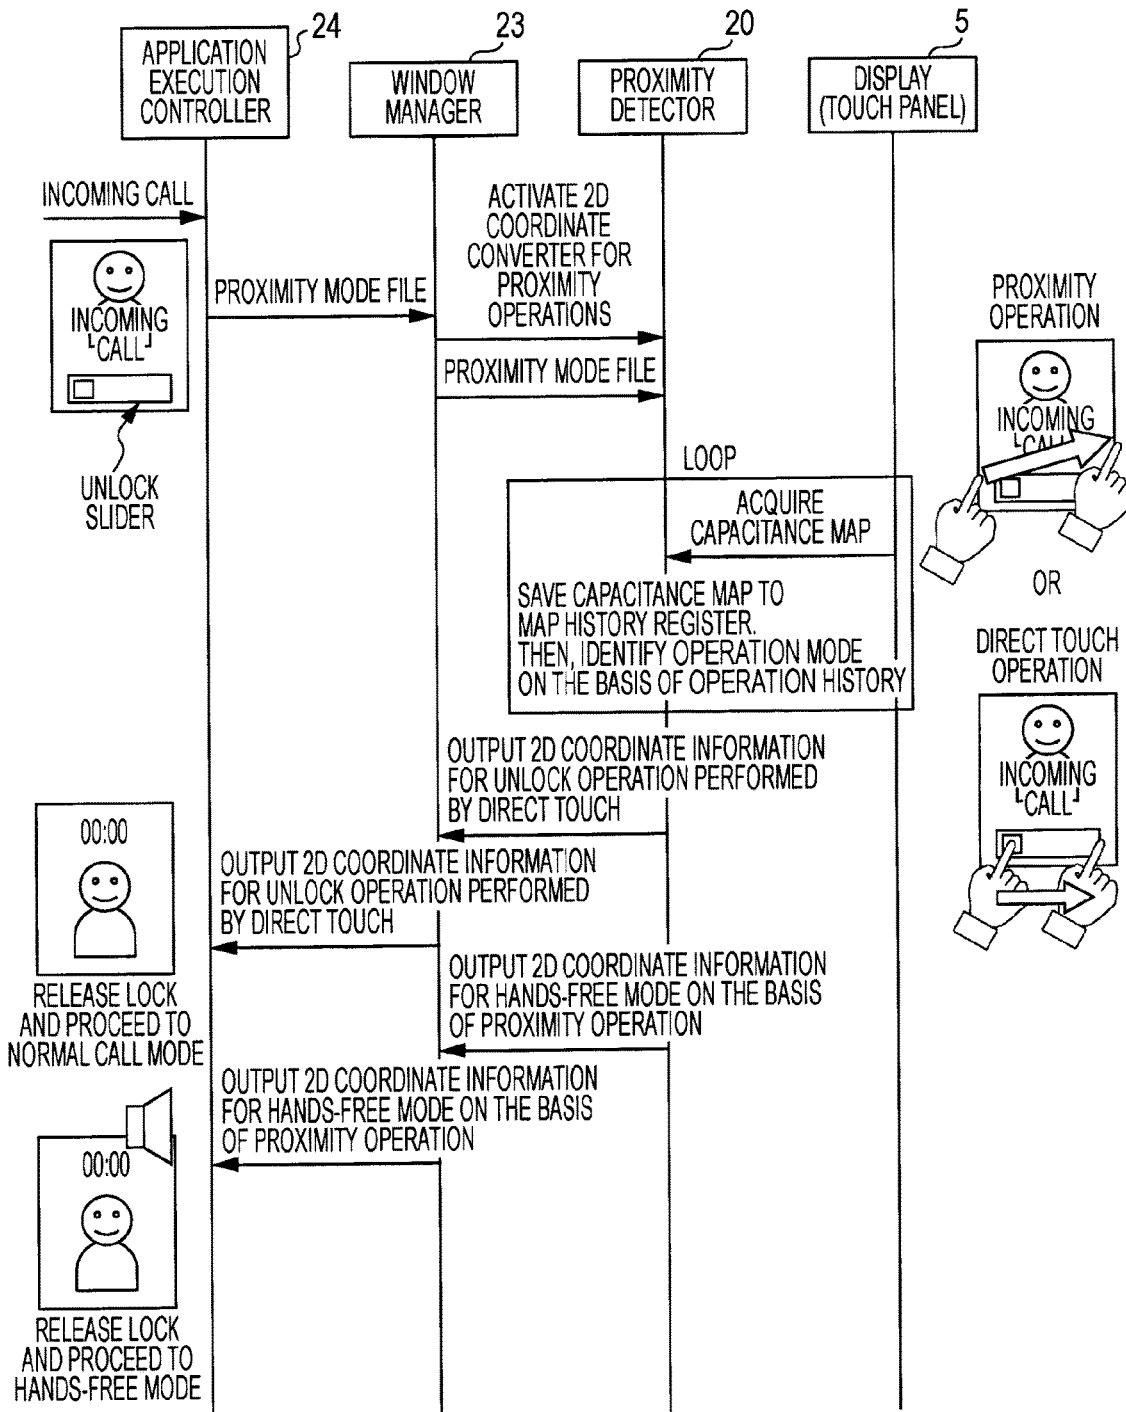 24
23
20
5
APPLICATION
EXECUTION
CONTROLLER
WINDOW
MANAGER
PROXIMITY
DETECTOR
DISPLAY
(TOUCH PANEL)
INCOMING CALL
INCOMING
CALL
UNLOCK
SLIDER
PROXIMITY MODE FILE
ACTIVATE 2D
COORDINATE
CONVERTER FOR
PROXIMITY
OPERATIONS
PROXIMITY MODE FILE
PROXIMITY
OPERATION
INCOMING
CALL
OR
DIRECT TOUCH
OPERATION
INCOMING
CALL
LOOP
ACQUIRE
CAPACITANCE MAP
SAVE CAPACITANCE MAP TO
MAP HISTORY REGISTER.
THEN, IDENTIFY OPERATION MODE
ON THE BASIS OF OPERATION HISTORY
OUTPUT 2D COORDINATE INFORMATION
FOR UNLOCK OPERATION PERFORMED
BY DIRECT TOUCH
OUTPUT 2D COORDINATE INFORMATION
FOR UNLOCK OPERATION PERFORMED
BY DIRECT TOUCH
00:00
RELEASE LOCK
AND PROCEED TO
NORMAL CALL MODE
OUTPUT 2D COORDINATE INFORMATION
FOR HANDS-FREE MODE ON THE BASIS
OF PROXIMITY OPERATION
OUTPUT 2D COORDINATE INFORMATION
FOR HANDS-FREE MODE ON THE BASIS
OF PROXIMITY OPERATION
00:00
RELEASE LOCK
AND PROCEED TO
HANDS-FREE MODE